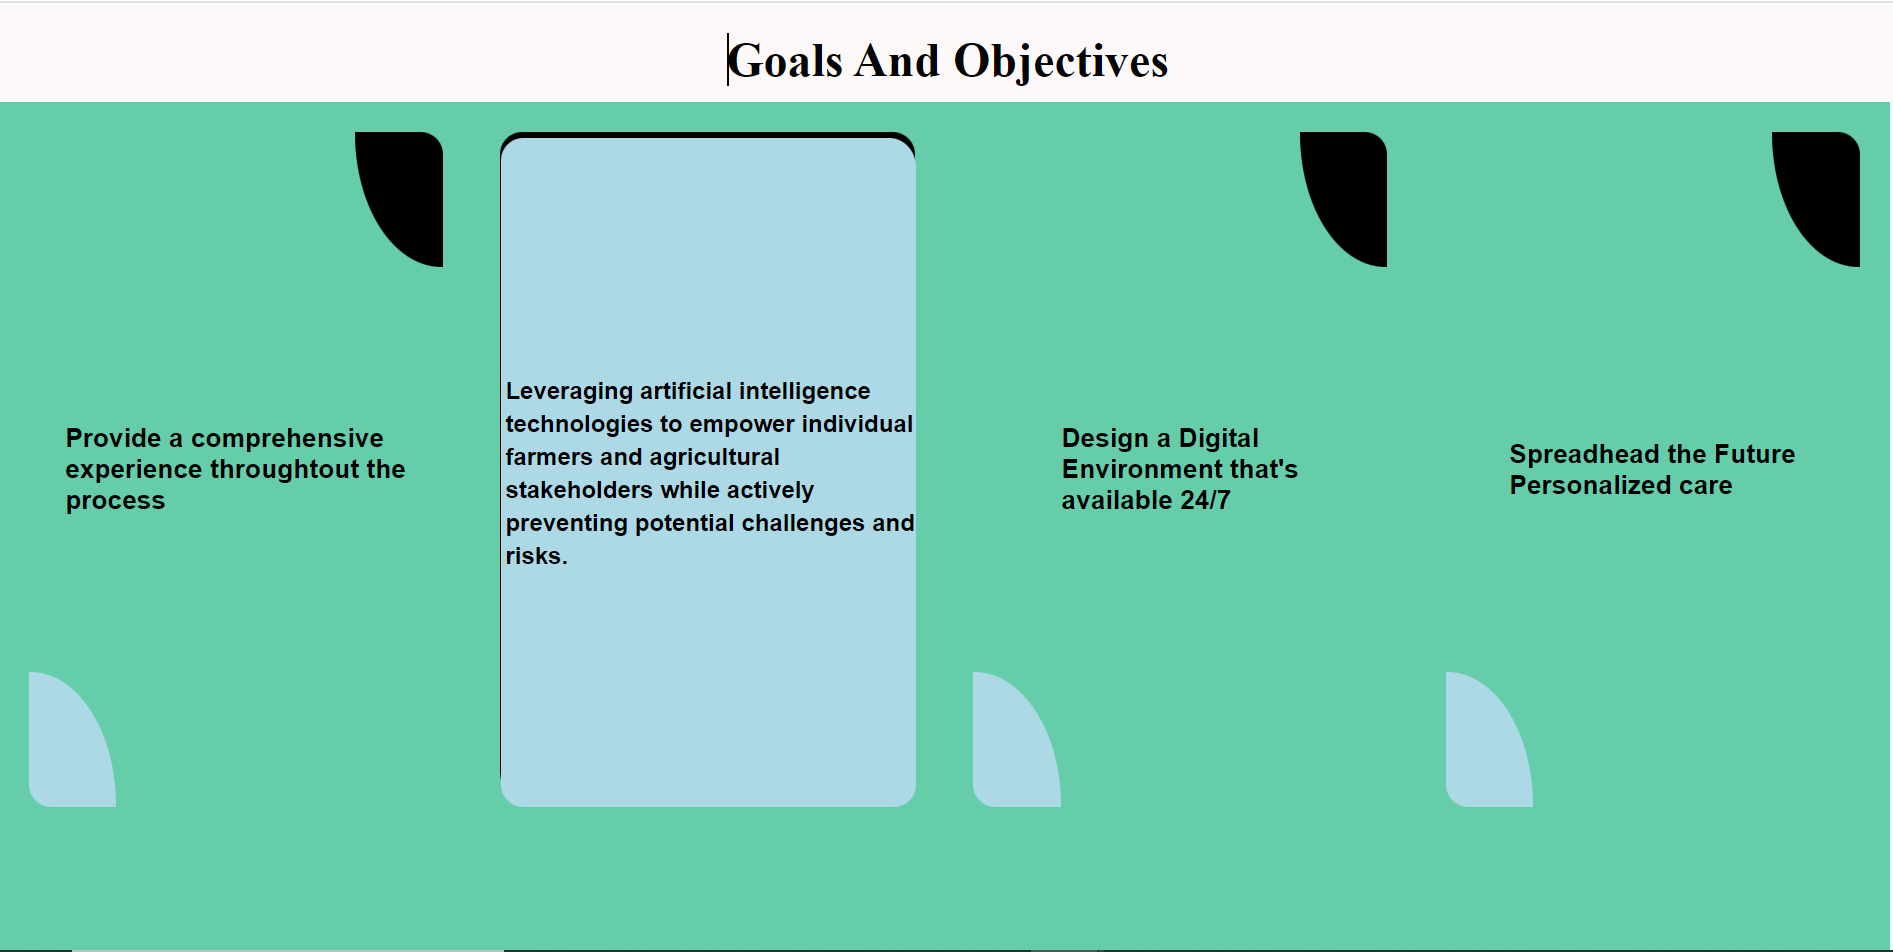 Goals And Objectives
Provide a comprehensive
experience throughtout the
process
Leveraging artificial intelligence
technologies to empower individual
farmers and agricultural
stakeholders while actively
preventing potential challenges and
risks.
Design a Digital
Environment that's
available 24/7
Spreadhead the Future
Personalized care